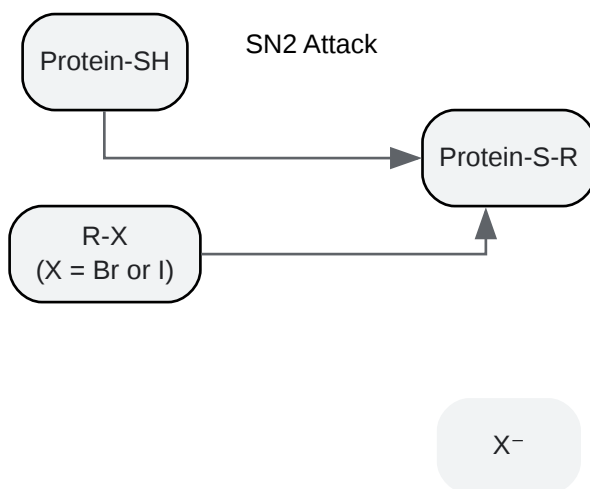 SN2 Attack
Protein-SH
Protein-S-R
R-X
(X = Br or I)
X⁻